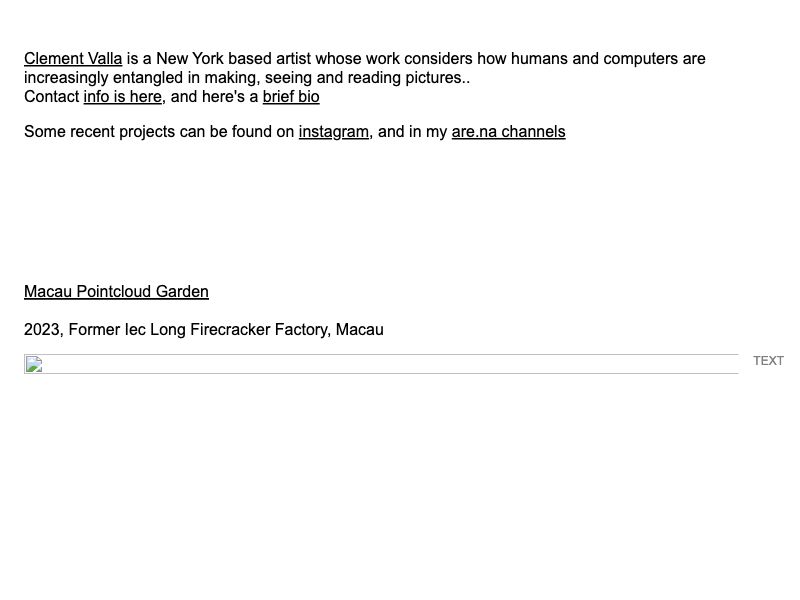 Clement Valla is a New York based artist whose work considers how humans and computers are
increasingly entangled in making, seeing and reading pictures..
Contact info is here, and here's a brief bio
Some recent projects can be found on instagram, and in my are.na channels
Macau Pointcloud Garden
2023, Former Iec Long Firecracker Factory, Macau
TEXT